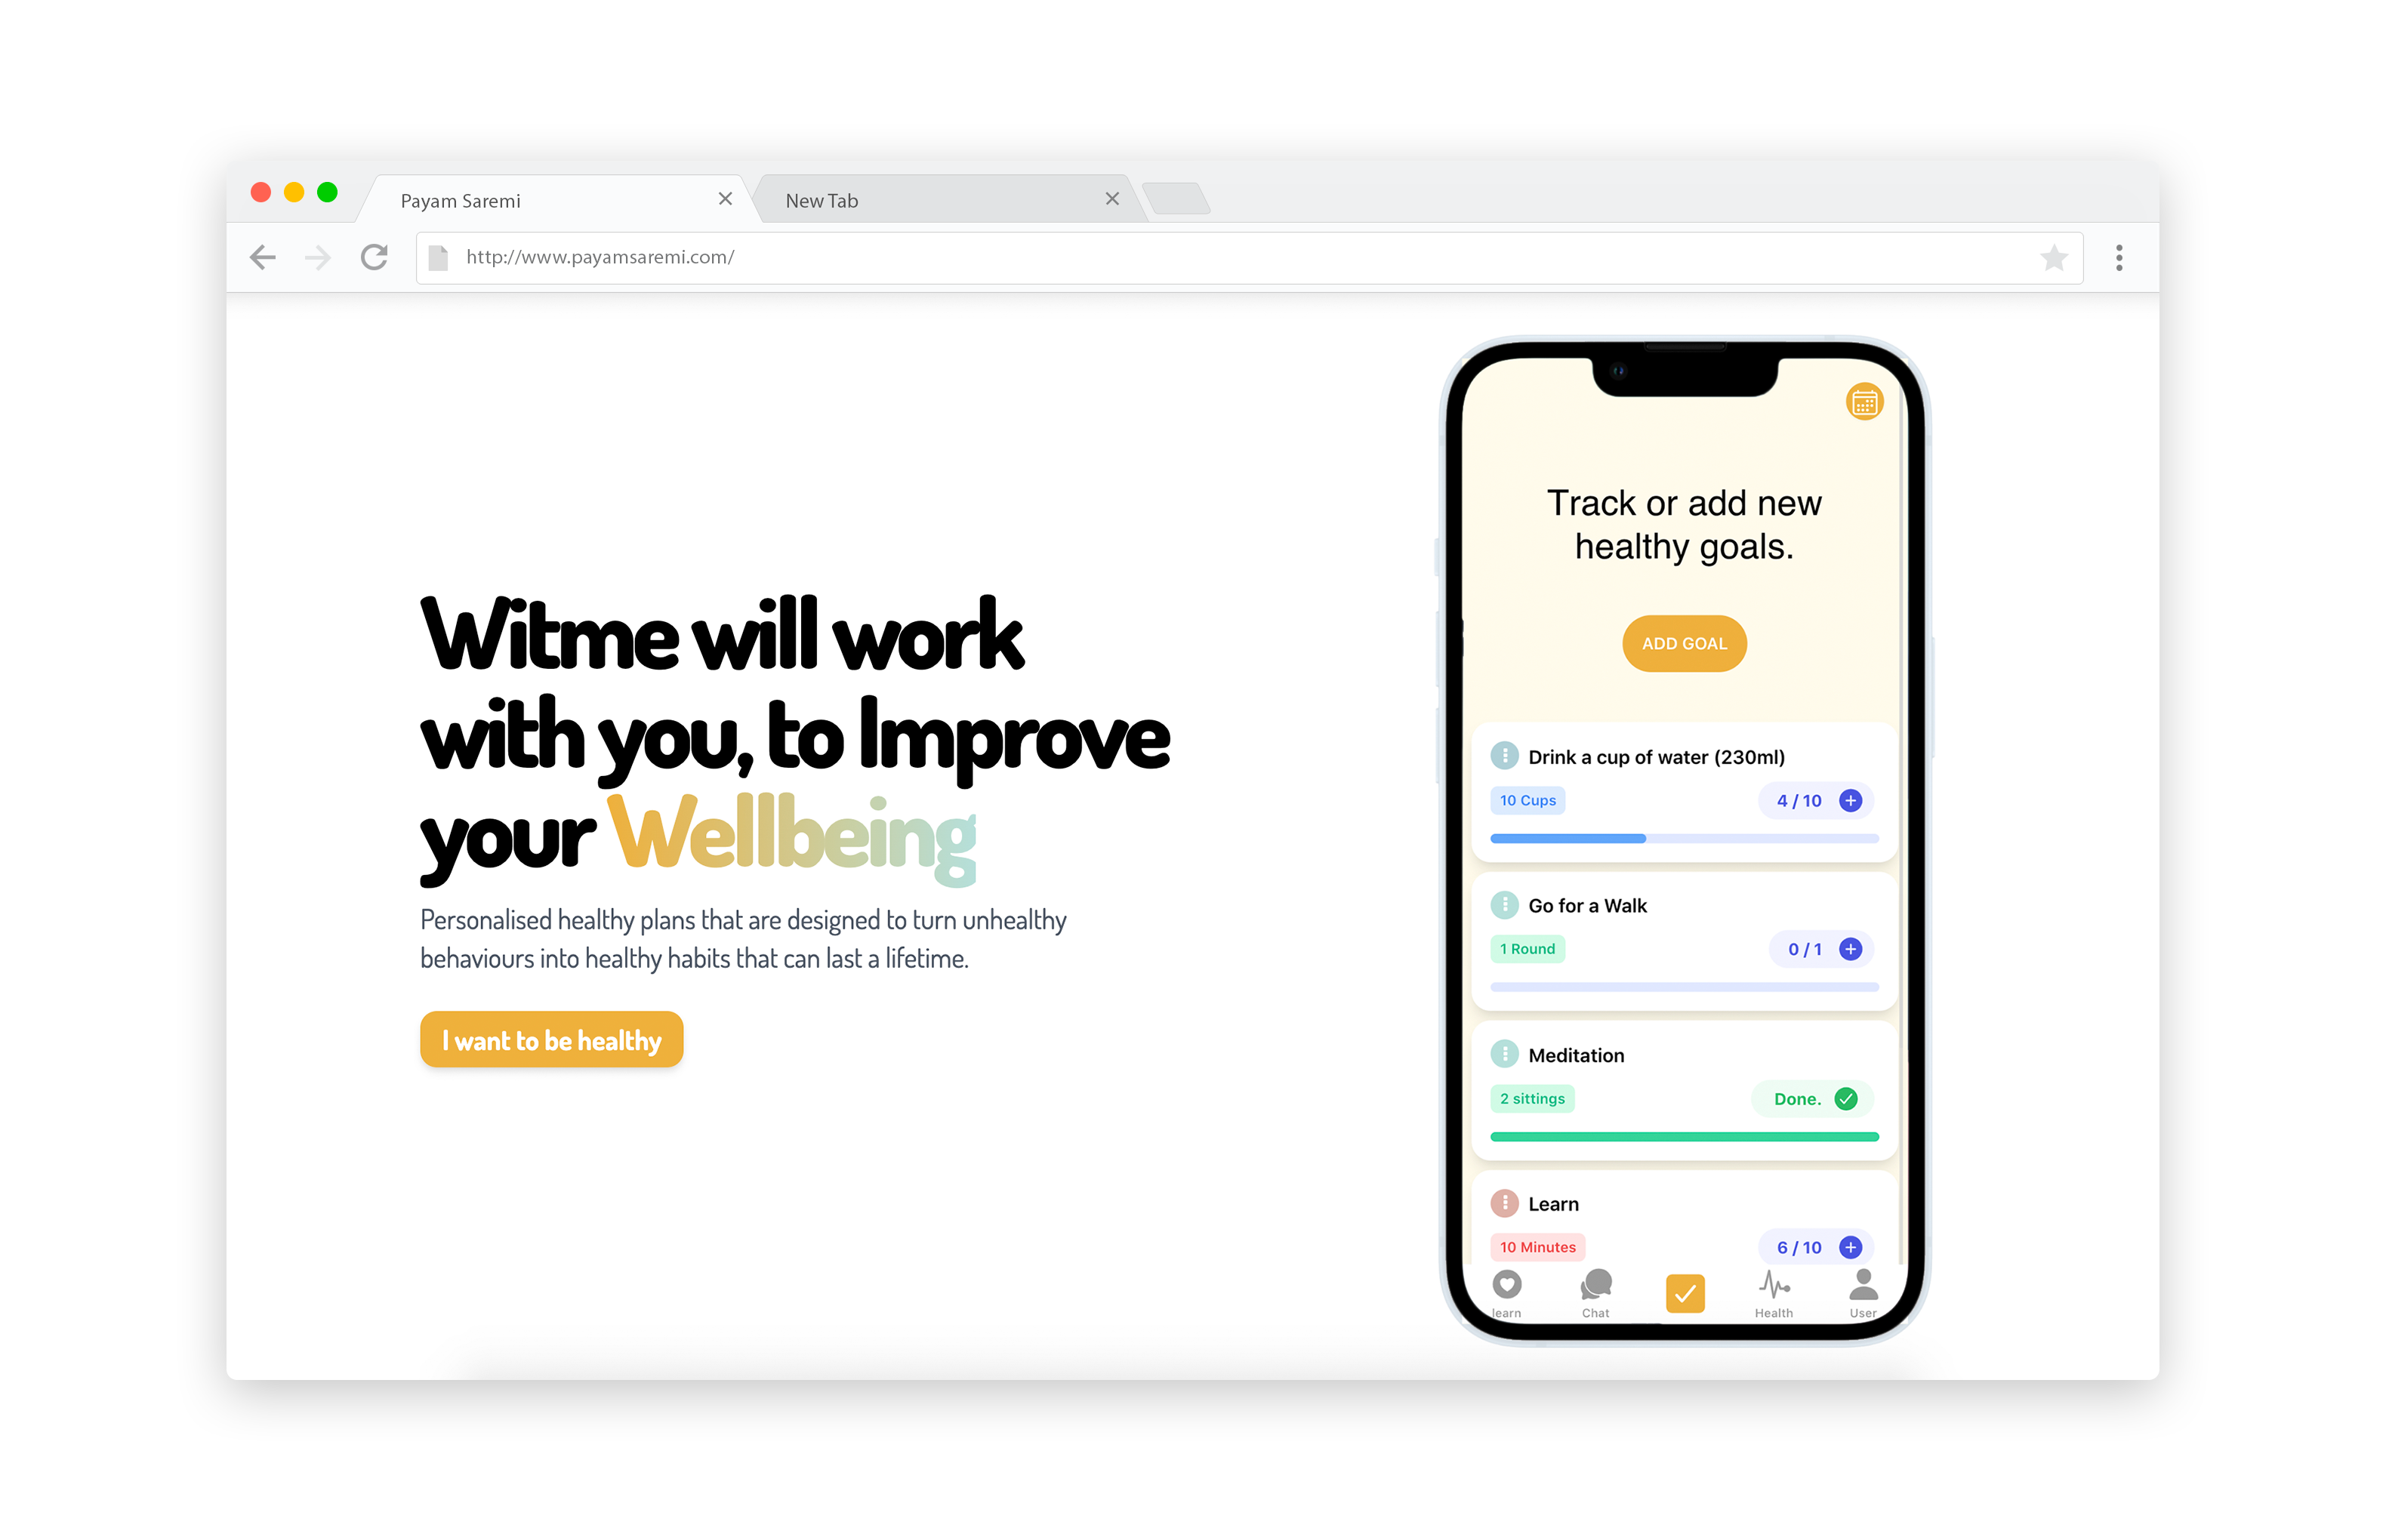 Payam Saremi
New Tab
http://www.payamsaremi.com/
Witme will work
with you, to Improve
your Wellbeing
Personalised healthy plans that are designed to turn unhealthy
behaviours into healthy habits that can last a lifetime.
I want to be healthy
Track or add new
healthy goals.
ADD GOAL
Drink a cup of water (230ml)
10 Cups
4 / 10
Go for a Walk
1 Round
0 / 1
Meditation
2 sittings
Done.
Learn
10 Minutes
6 / 10
learn
Chat
Health
User